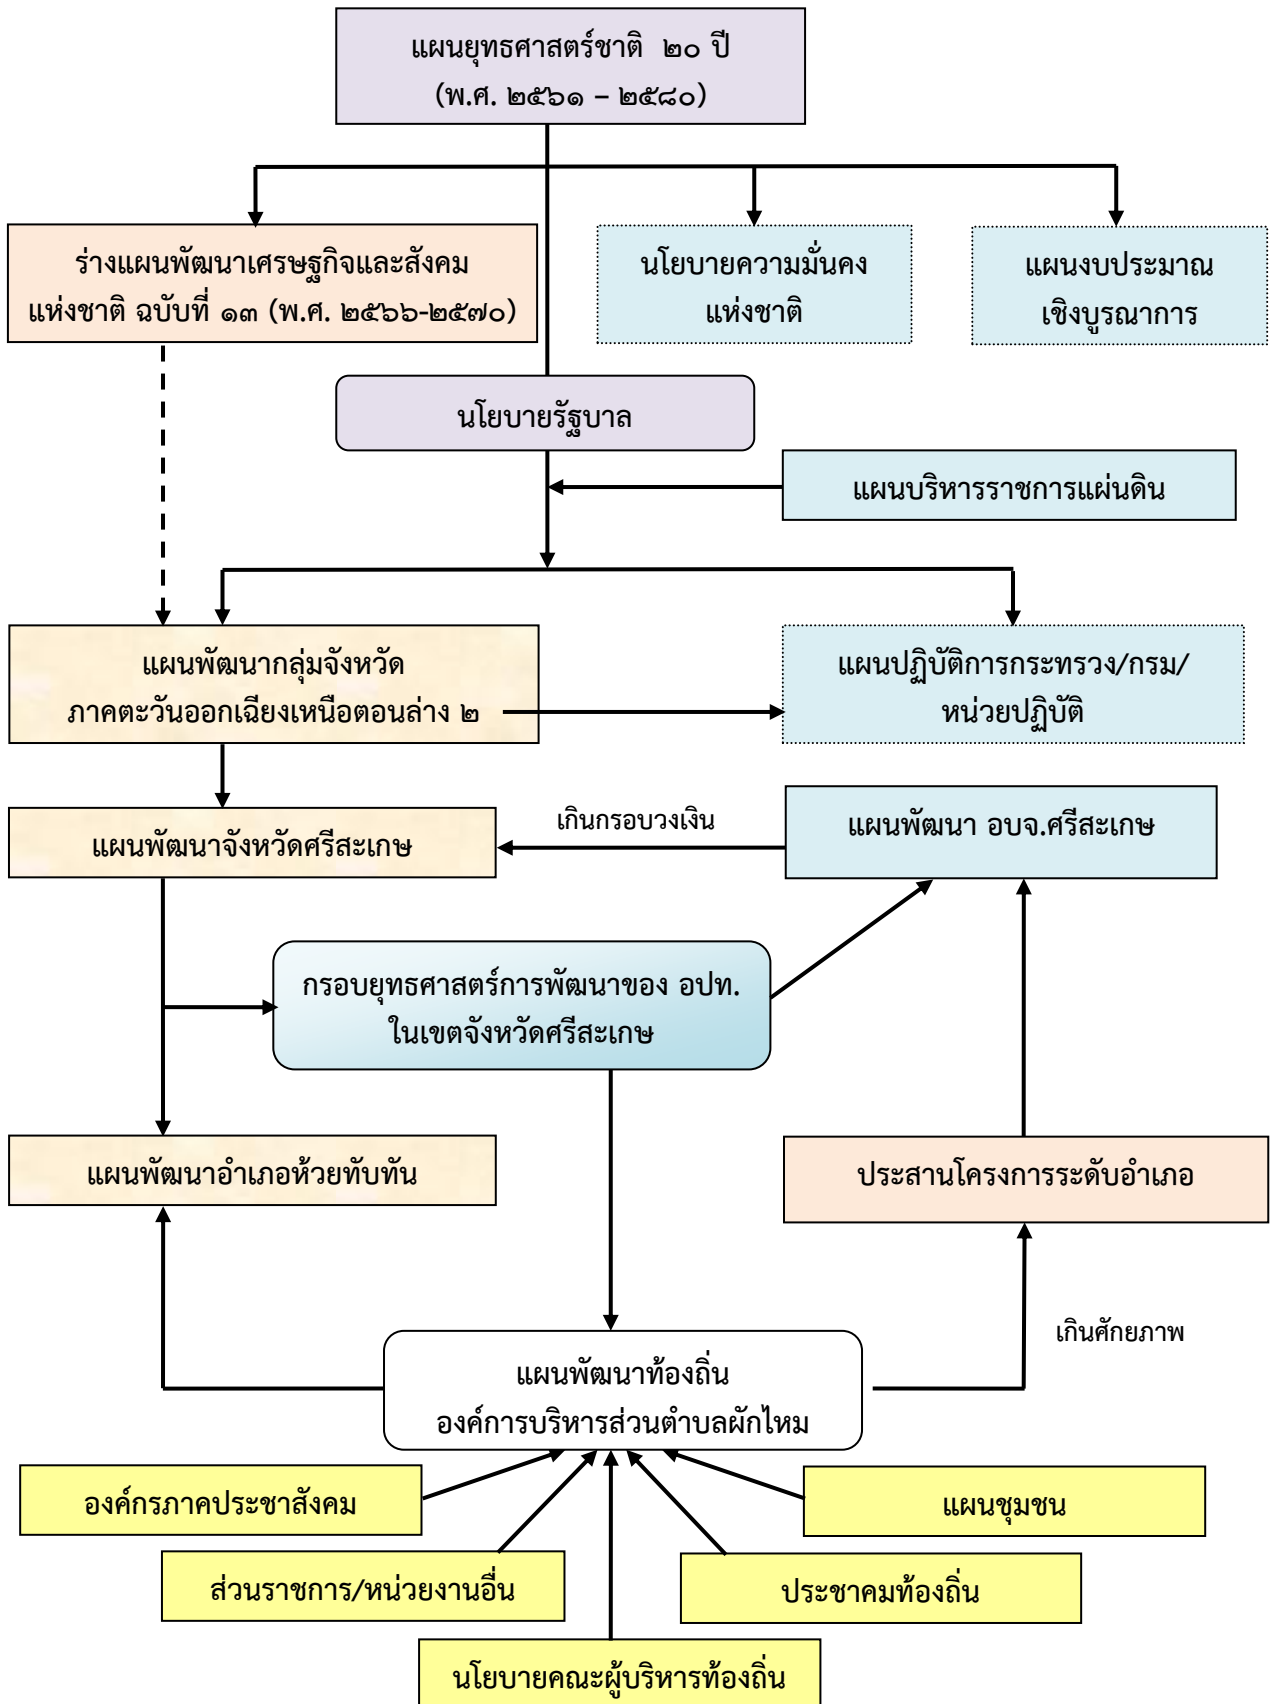 แผนยุทธศาสตร์ชาติ ๒๐ ปี
(พ.ศ. ๒๕๖๑ – ๒๕๘๐)
ร่างแผนพัฒนาเศรษฐกิจและสังคม
แห่งชาติ ฉบับที่ ๑๓ (พ.ศ. ๒๕๖๖-๒๕๗๐)
นโยบายความมั่นคง
แห่งชาติ
แผนงบประมาณ
เชิงบูรณาการ
นโยบายรัฐบาล
แผนบริหารราชการแผ่นดิน
แผนพัฒนากลุ่มจังหวัด
ภาคตะวันออกเฉียงเหนือตอนล่าง ๒
แผนปฏิบัติการกระทรวง/กรม/
หน่วยปฏิบัติ
แผนพัฒนาจังหวัดศรีสะเกษ
เกินกรอบวงเงิน
แผนพัฒนา อบจ.ศรีสะเกษ
กรอบยุทธศาสตร์การพัฒนาของ อปท.
ในเขตจังหวัดศรีสะเกษ
แผนพัฒนาอำเภอห้วยทับทัน
ประสานโครงการระดับอำเภอ
เกินศักยภาพ
แผนพัฒนาท้องถิ่น
องค์การบริหารส่วนตำบลผักไหม
องค์กรภาคประชาสังคม
แผนชุมชน
ส่วนราชการ/หน่วยงานอื่น
ประชาคมท้องถิ่น
นโยบายคณะผู้บริหารท้องถิ่น